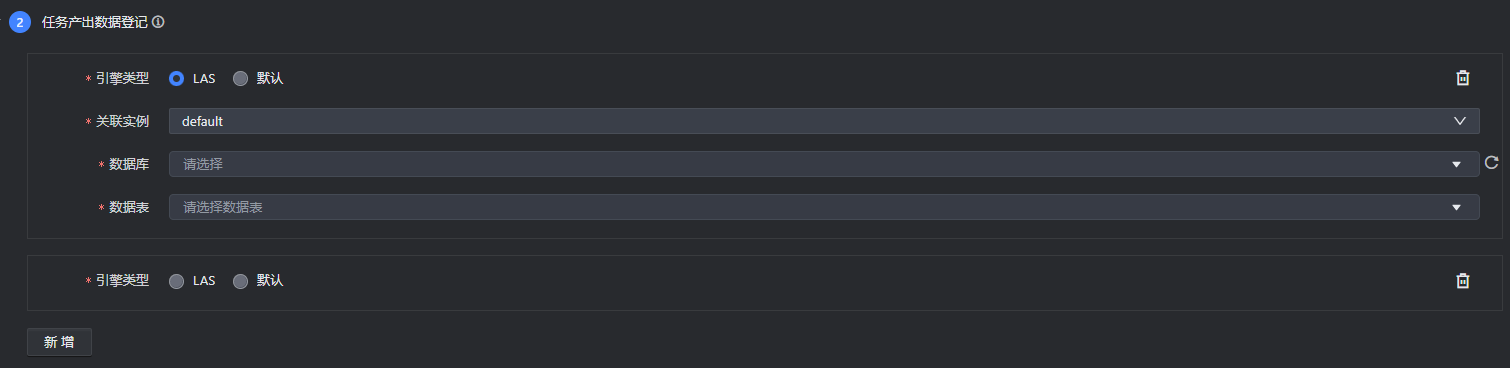 2 任务产出数据登记
* 引擎类型 LAS 默认
* 关联实例 default
* 数据库 请选择
* 数据表 请选择数据表
* 引擎类型 LAS 默认
新增